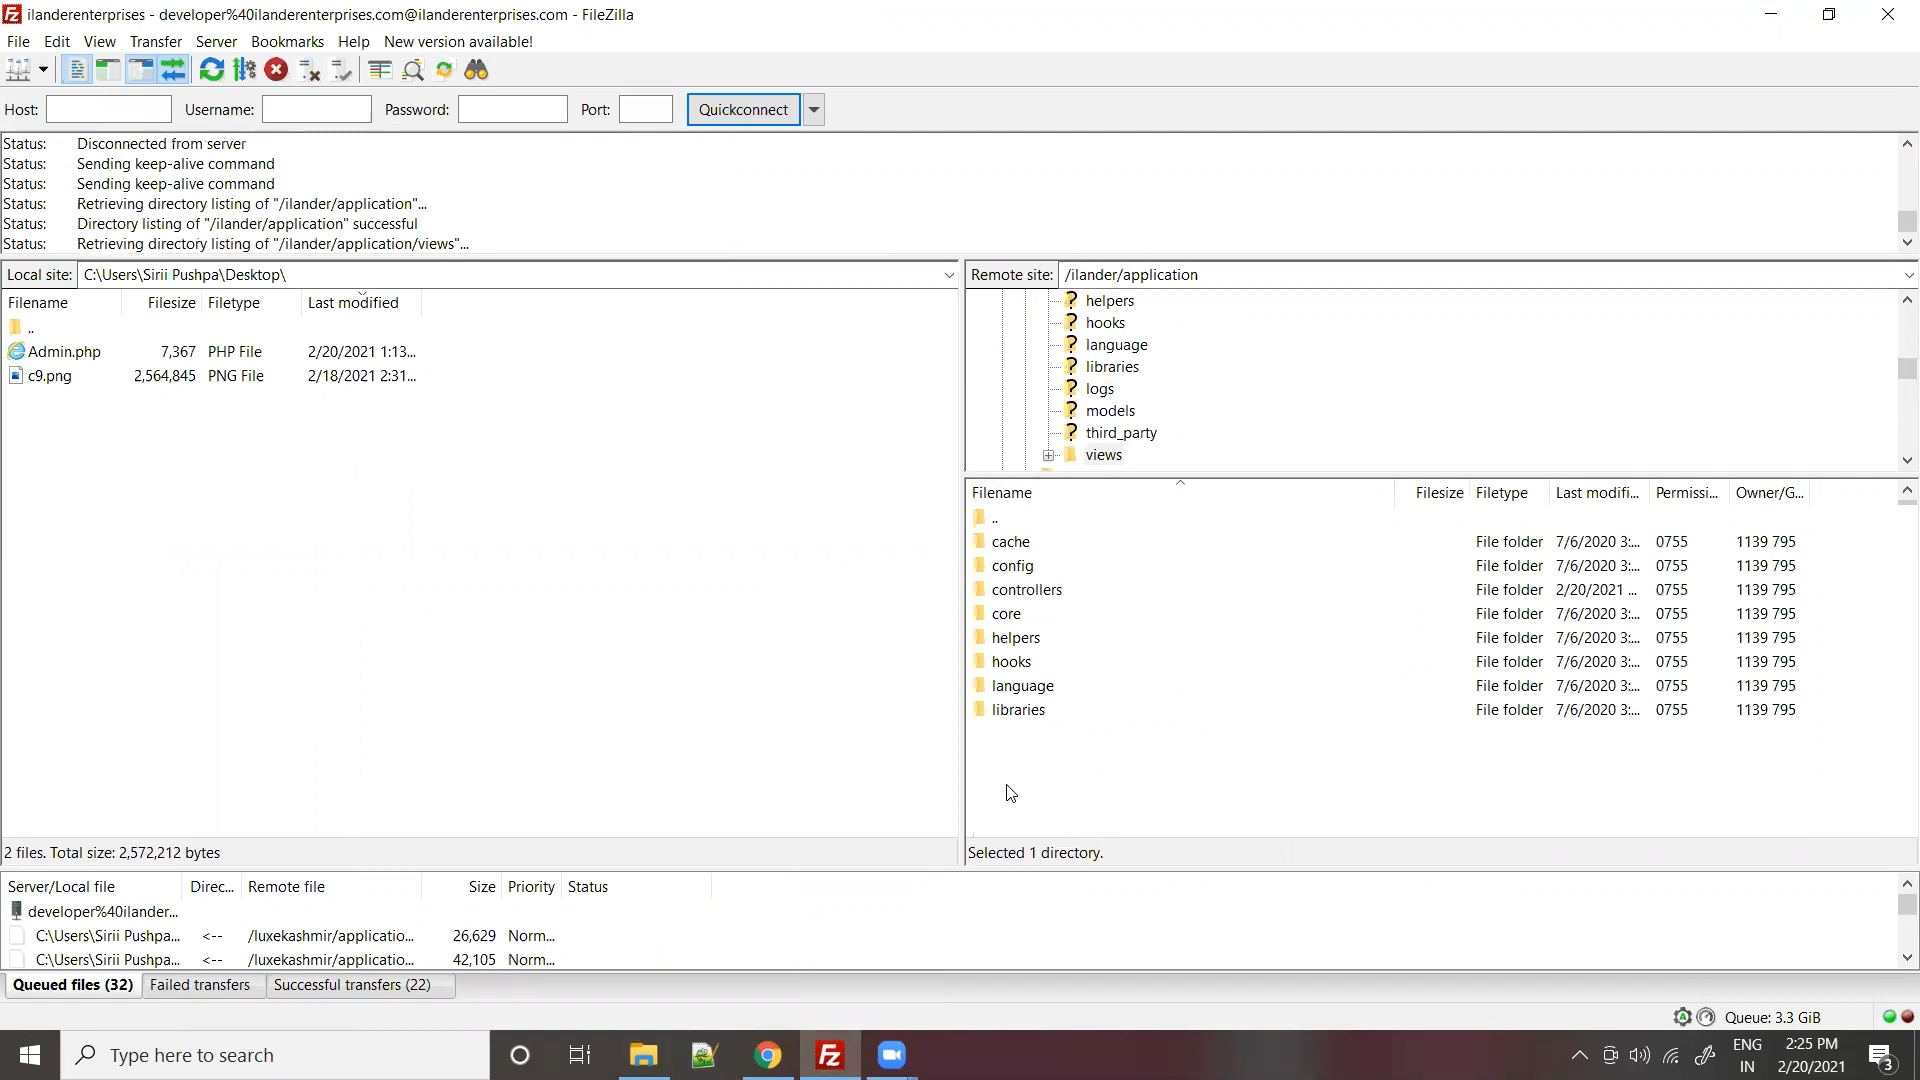 ilanderenterprises - developer%40ilanderenterprises.com@ilanderenterprises.com - FileZilla
File Edit View Transfer Server Bookmarks Help New version available!
Host: Username: Password: Port: Quickconnect
Status: Disconnected from server
Status: Sending keep-alive command
Status: Sending keep-alive command
Status: Retrieving directory listing of "/ilander/application"...
Status: Directory listing of "/ilander/application" successful
Status: Retrieving directory listing of "/ilander/application/views"...
Local site: C:\Users\Sirii Pushpa\Desktop\
Filename Filesize Filetype Last modified
..
Admin.php 7,367 PHP File 2/20/2021 1:13...
c9.png 2,564,845 PNG File 2/18/2021 2:31...
2 files. Total size: 2,572,212 bytes
Remote site: /ilander/application
helpers
hooks
language
libraries
logs
models
third_party
views
Filename Filesize Filetype Last modifi... Permissi... Owner/G...
..
cache File folder 7/6/2020 3:... 0755 1139 795
config File folder 7/6/2020 3:... 0755 1139 795
controllers File folder 2/20/2021 ... 0755 1139 795
core File folder 7/6/2020 3:... 0755 1139 795
helpers File folder 7/6/2020 3:... 0755 1139 795
hooks File folder 7/6/2020 3:... 0755 1139 795
language File folder 7/6/2020 3:... 0755 1139 795
libraries File folder 7/6/2020 3:... 0755 1139 795
Selected 1 directory.
Server/Local file Direc... Remote file Size Priority Status
developer%40ilander...
C:\Users\Sirii Pushpa... <-- /luxekashmir/applicatio... 26,629 Norm...
C:\Users\Sirii Pushpa... <-- /luxekashmir/applicatio... 42,105 Norm...
Queued files (32) Failed transfers Successful transfers (22)
Queue: 3.3 GiB
Type here to search
ENG
IN
2:25 PM
2/20/2021
3